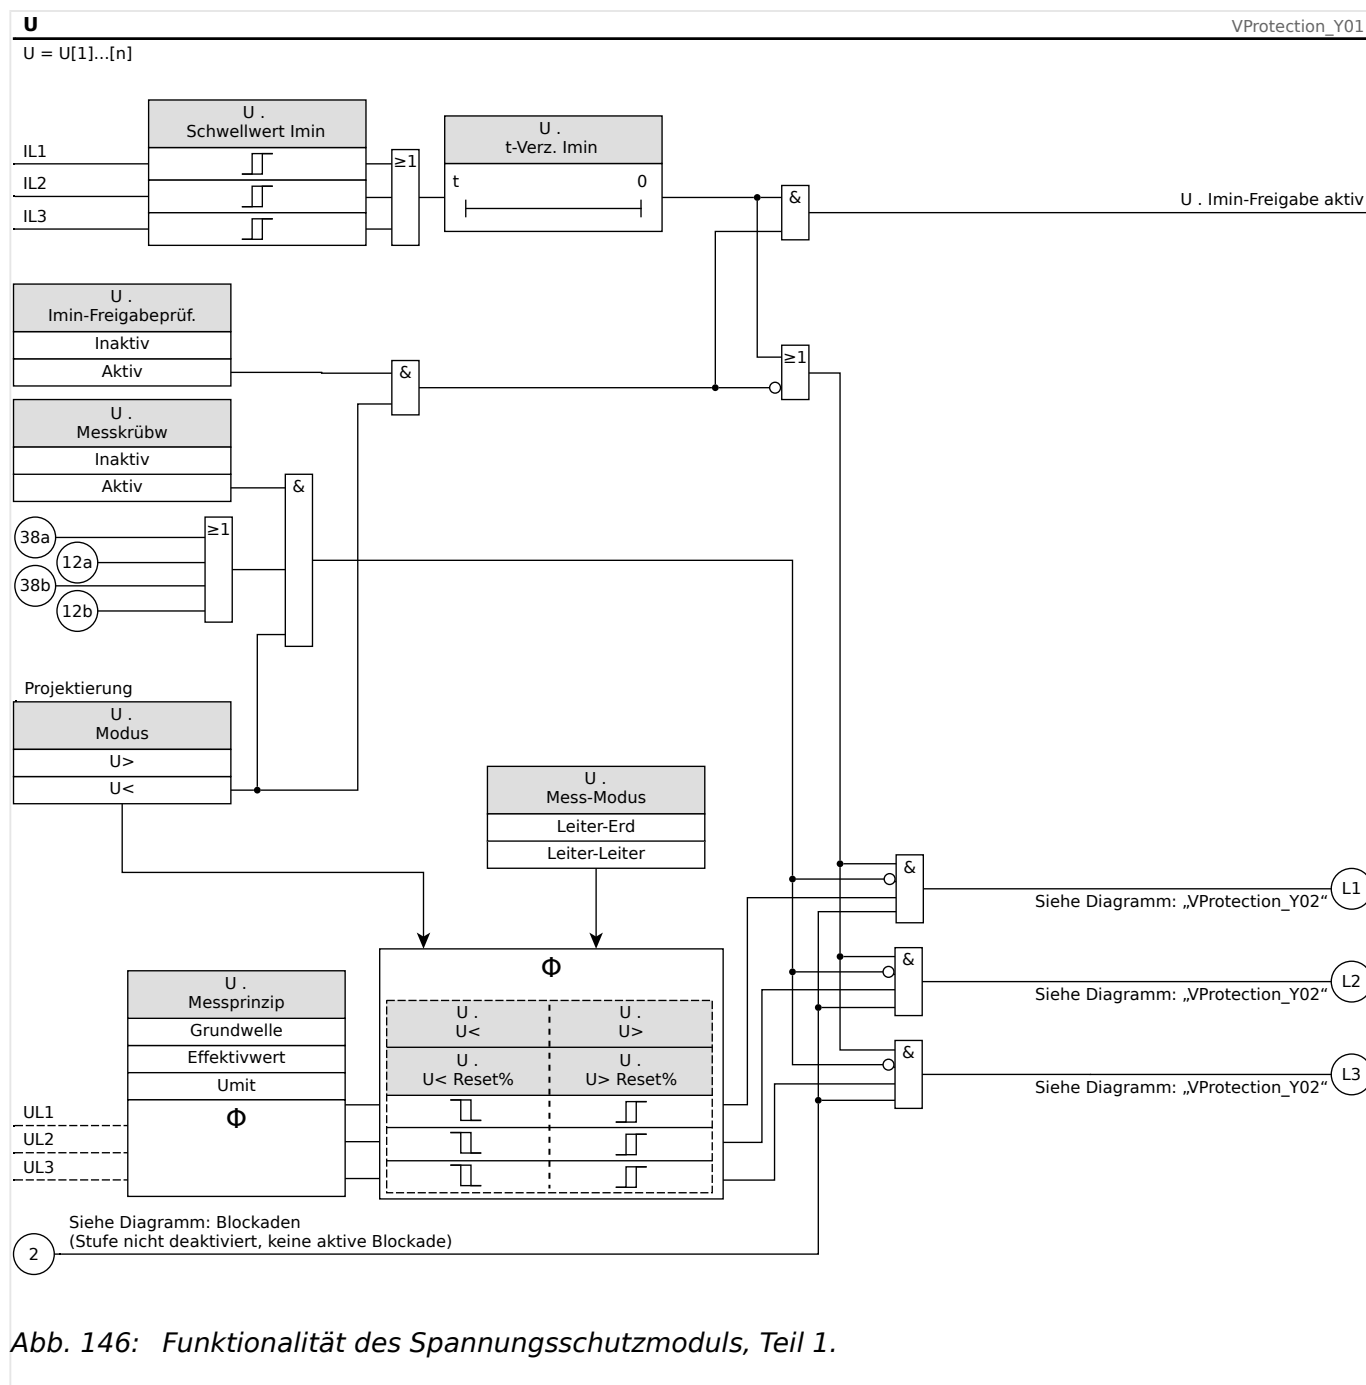 U
VProtection_Y01
U = U[1]...[n]
U .
Schwellwert Imin
IL1
IL2
IL3
≥1
U .
t-Verz. Imin
t
0
&
U . Imin-Freigabe aktiv
U .
Imin-Freigabeprüf.
Inaktiv
Aktiv
&
≥1
U .
Messkrübw
Inaktiv
Aktiv
&
38a
12a
38b
12b
≥1
Projektierung
U .
Modus
U>
U<
U .
Mess-Modus
Leiter-Erd
Leiter-Leiter
&
L1
Siehe Diagramm: „VProtection_Y02“
&
L2
Siehe Diagramm: „VProtection_Y02“
&
L3
Siehe Diagramm: „VProtection_Y02“
U .
Messprinzip
Grundwelle
Effektivwert
Umit
Φ
UL1
UL2
UL3
Φ
U .
U<
U .
U>
U .
U< Reset%
U .
U> Reset%
Siehe Diagramm: Blockaden
(Stufe nicht deaktiviert, keine aktive Blockade)
2
Abb. 146: Funktionalität des Spannungsschutzmoduls, Teil 1.